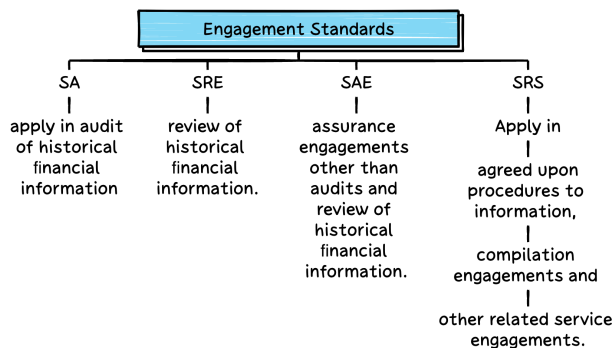 Engagement Standards
SA
apply in audit
of historical
financial
information
SRE
review of
historical
financial
information.
SAE
assurance
engagements
other than
audits and
review of
historical
financial
information.
SRS
Apply in
agreed upon
procedures to
information,
compilation
engagements and
other related service
engagements.